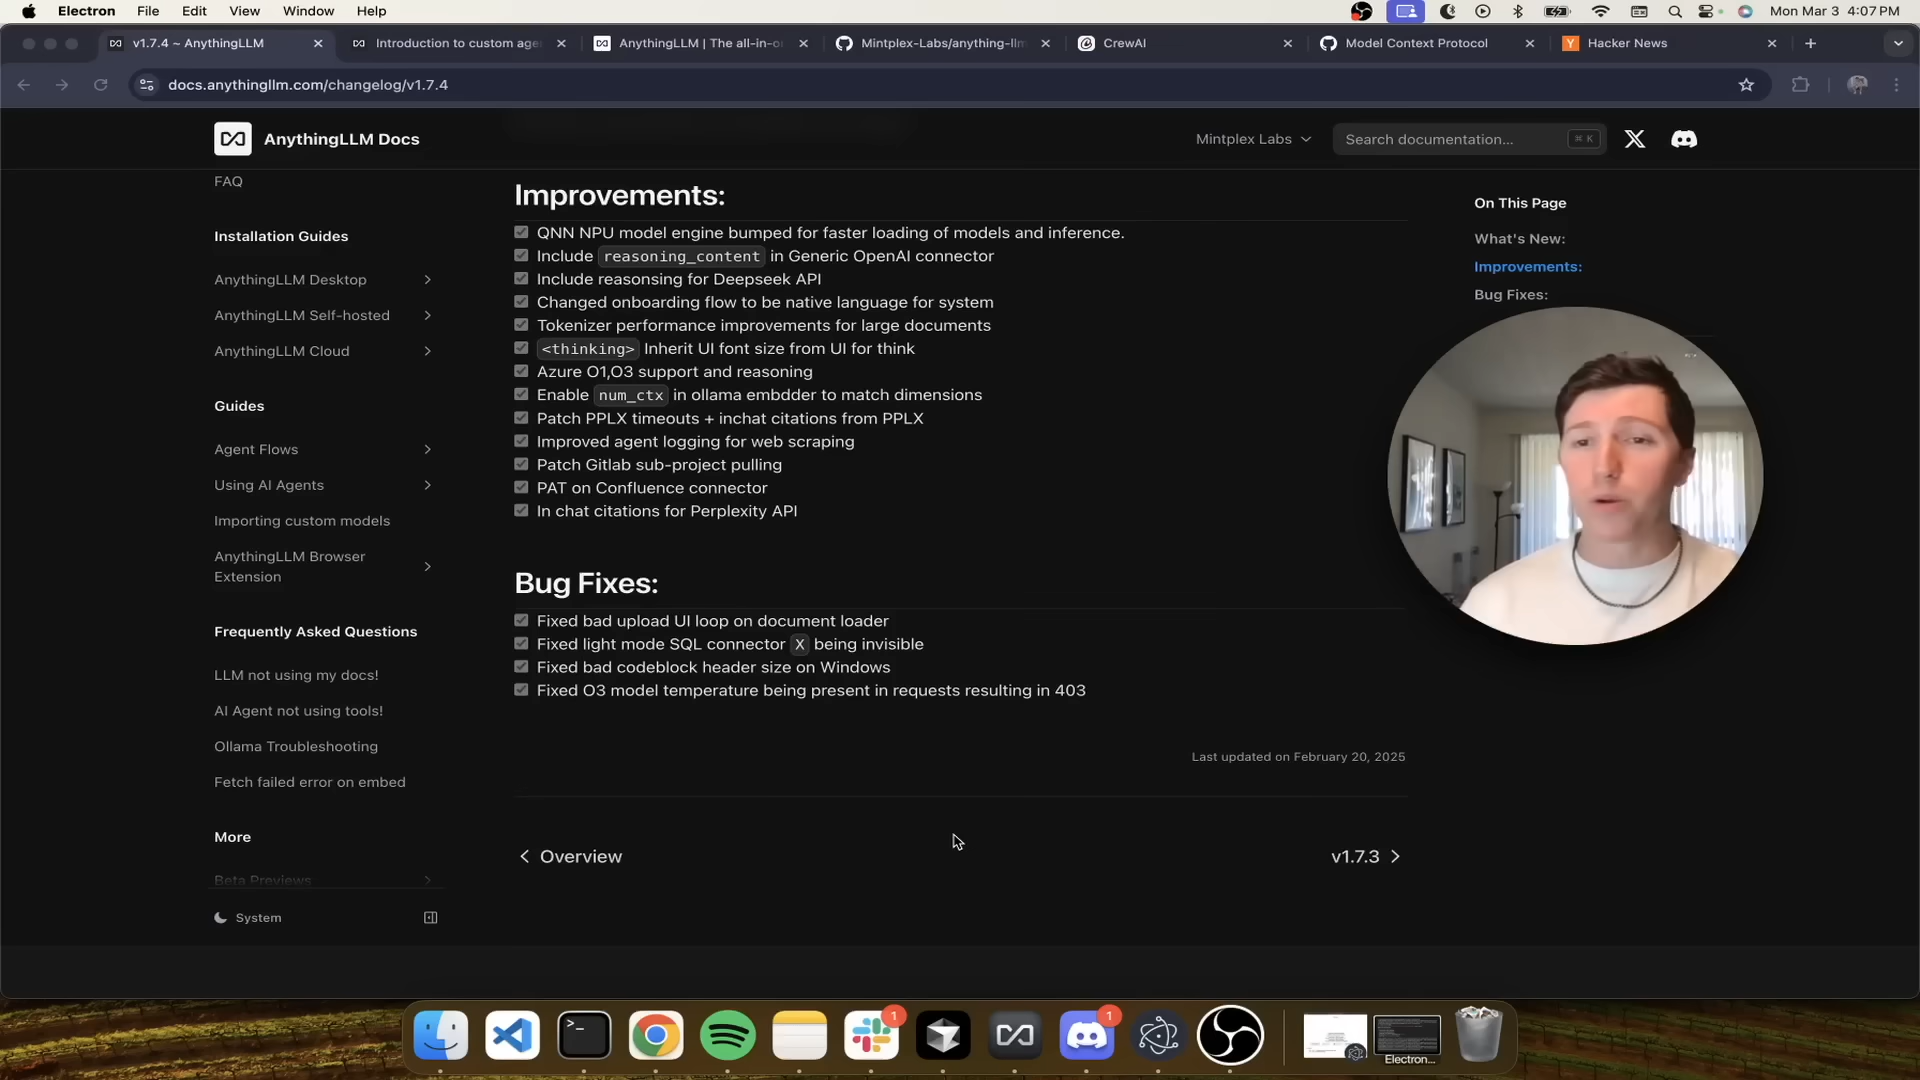 Electron File Edit View Window Help Mon Mar 3 4:07 PM
v1.7.4 ~ AnythingLLM
Introduction to custom age
AnythingLLM | The all-in-o
Mintplex-Labs/anything-llm
CrewAI
Model Context Protocol
Hacker News
docs.anythingllm.com/changelog/v1.7.4
AnythingLLM Docs
Mintplex Labs
Search documentation...
⌘ K
FAQ
Installation Guides
AnythingLLM Desktop
AnythingLLM Self-hosted
AnythingLLM Cloud
Guides
Agent Flows
Using AI Agents
Importing custom models
AnythingLLM Browser
Extension
Frequently Asked Questions
LLM not using my docs!
AI Agent not using tools!
Ollama Troubleshooting
Fetch failed error on embed
More
Beta Previews
System
Improvements:
QNN NPU model engine bumped for faster loading of models and inference.
Include reasoning_content in Generic OpenAI connector
Include reasonsing for Deepseek API
Changed onboarding flow to be native language for system
Tokenizer performance improvements for large documents
<thinking> Inherit UI font size from UI for think
Azure O1,O3 support and reasoning
Enable num_ctx in ollama embdder to match dimensions
Patch PPLX timeouts + inchat citations from PPLX
Improved agent logging for web scraping
Patch Gitlab sub-project pulling
PAT on Confluence connector
In chat citations for Perplexity API
Bug Fixes:
Fixed bad upload UI loop on document loader
Fixed light mode SQL connector X being invisible
Fixed bad codeblock header size on Windows
Fixed O3 model temperature being present in requests resulting in 403
Last updated on February 20, 2025
Overview
v1.7.3
On This Page
What's New:
Improvements:
Bug Fixes:
1
1
Electron...